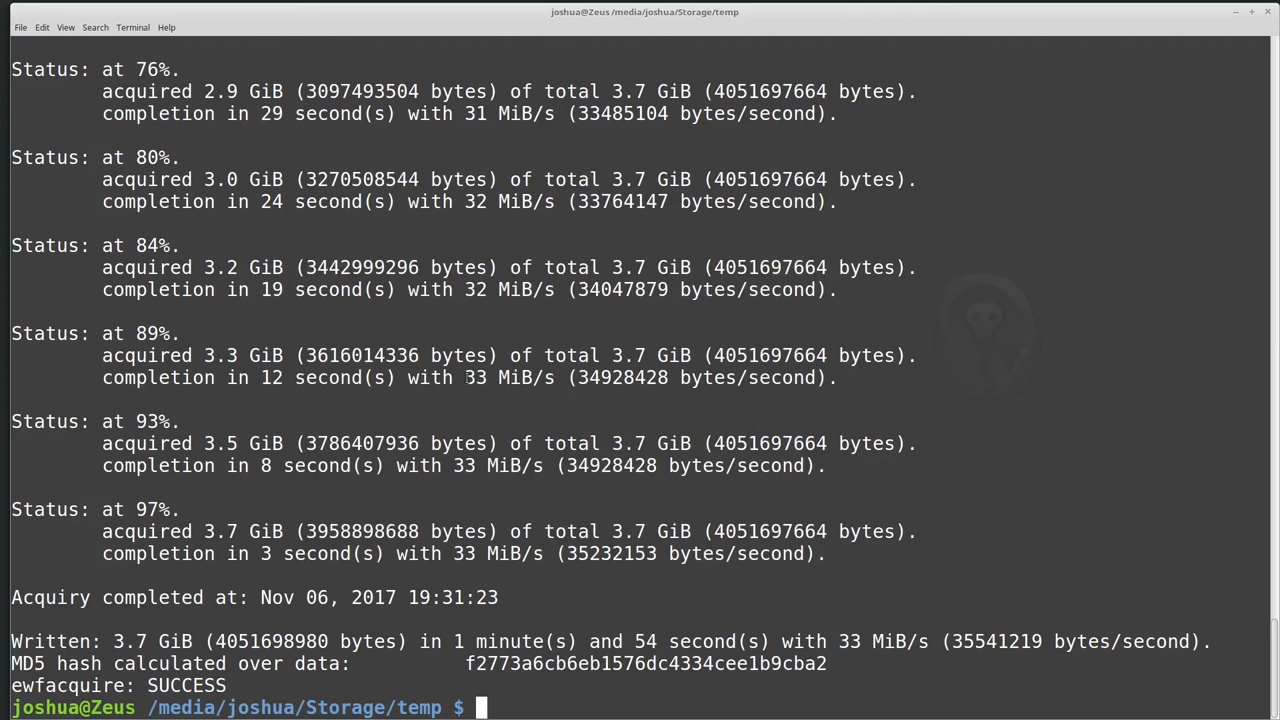 joshua@Zeus/media/joshua/Storage/temp
File Edit View Search Terminal Help
Status: at 76%.
acquired 2.9 GiB (3097493504 bytes) of total 3.7 GiB (4051697664 bytes).
completion in 29 second(s) with 31 MiB/s (33485104 bytes/second).
Status: at 80%.
acquired 3.0 GiB (3270508544 bytes) of total 3.7 GiB (4051697664 bytes).
completion in 24 second(s) with 32 MiB/s (33764147 bytes/second).
Status: at 84%.
acquired 3.2 GiB (3442999296 bytes) of total 3.7 GiB (4051697664 bytes).
completion in 19 second(s) with 32 MiB/s (34047879 bytes/second).
Status: at 89%.
acquired 3.3 GiB (3616014336 bytes) of total 3.7 GiB (4051697664 bytes).
completion in 12 second(s) with 33 MiB/s (34928428 bytes/second).
Status: at 93%.
acquired 3.5 GiB (3786407936 bytes) of total 3.7 GiB (4051697664 bytes).
completion in 8 second(s) with 33 MiB/s (34928428 bytes/second).
Status: at 97%.
acquired 3.7 GiB (3958898688 bytes) of total 3.7 GiB (4051697664 bytes).
completion in 3 second(s) with 33 MiB/s (35232153 bytes/second).
Acquiry completed at: Nov 06, 2017 19:31:23
Written: 3.7 GiB (4051698980 bytes) in 1 minute(s) and 54 second(s) with 33 MiB/s (35541219 bytes/second).
MD5 hash calculated over data: f2773a6cb6eb1576dc4334cee1b9cba2
ewfacquire: SUCCESS
joshua@Zeus /media/joshua/Storage/temp $